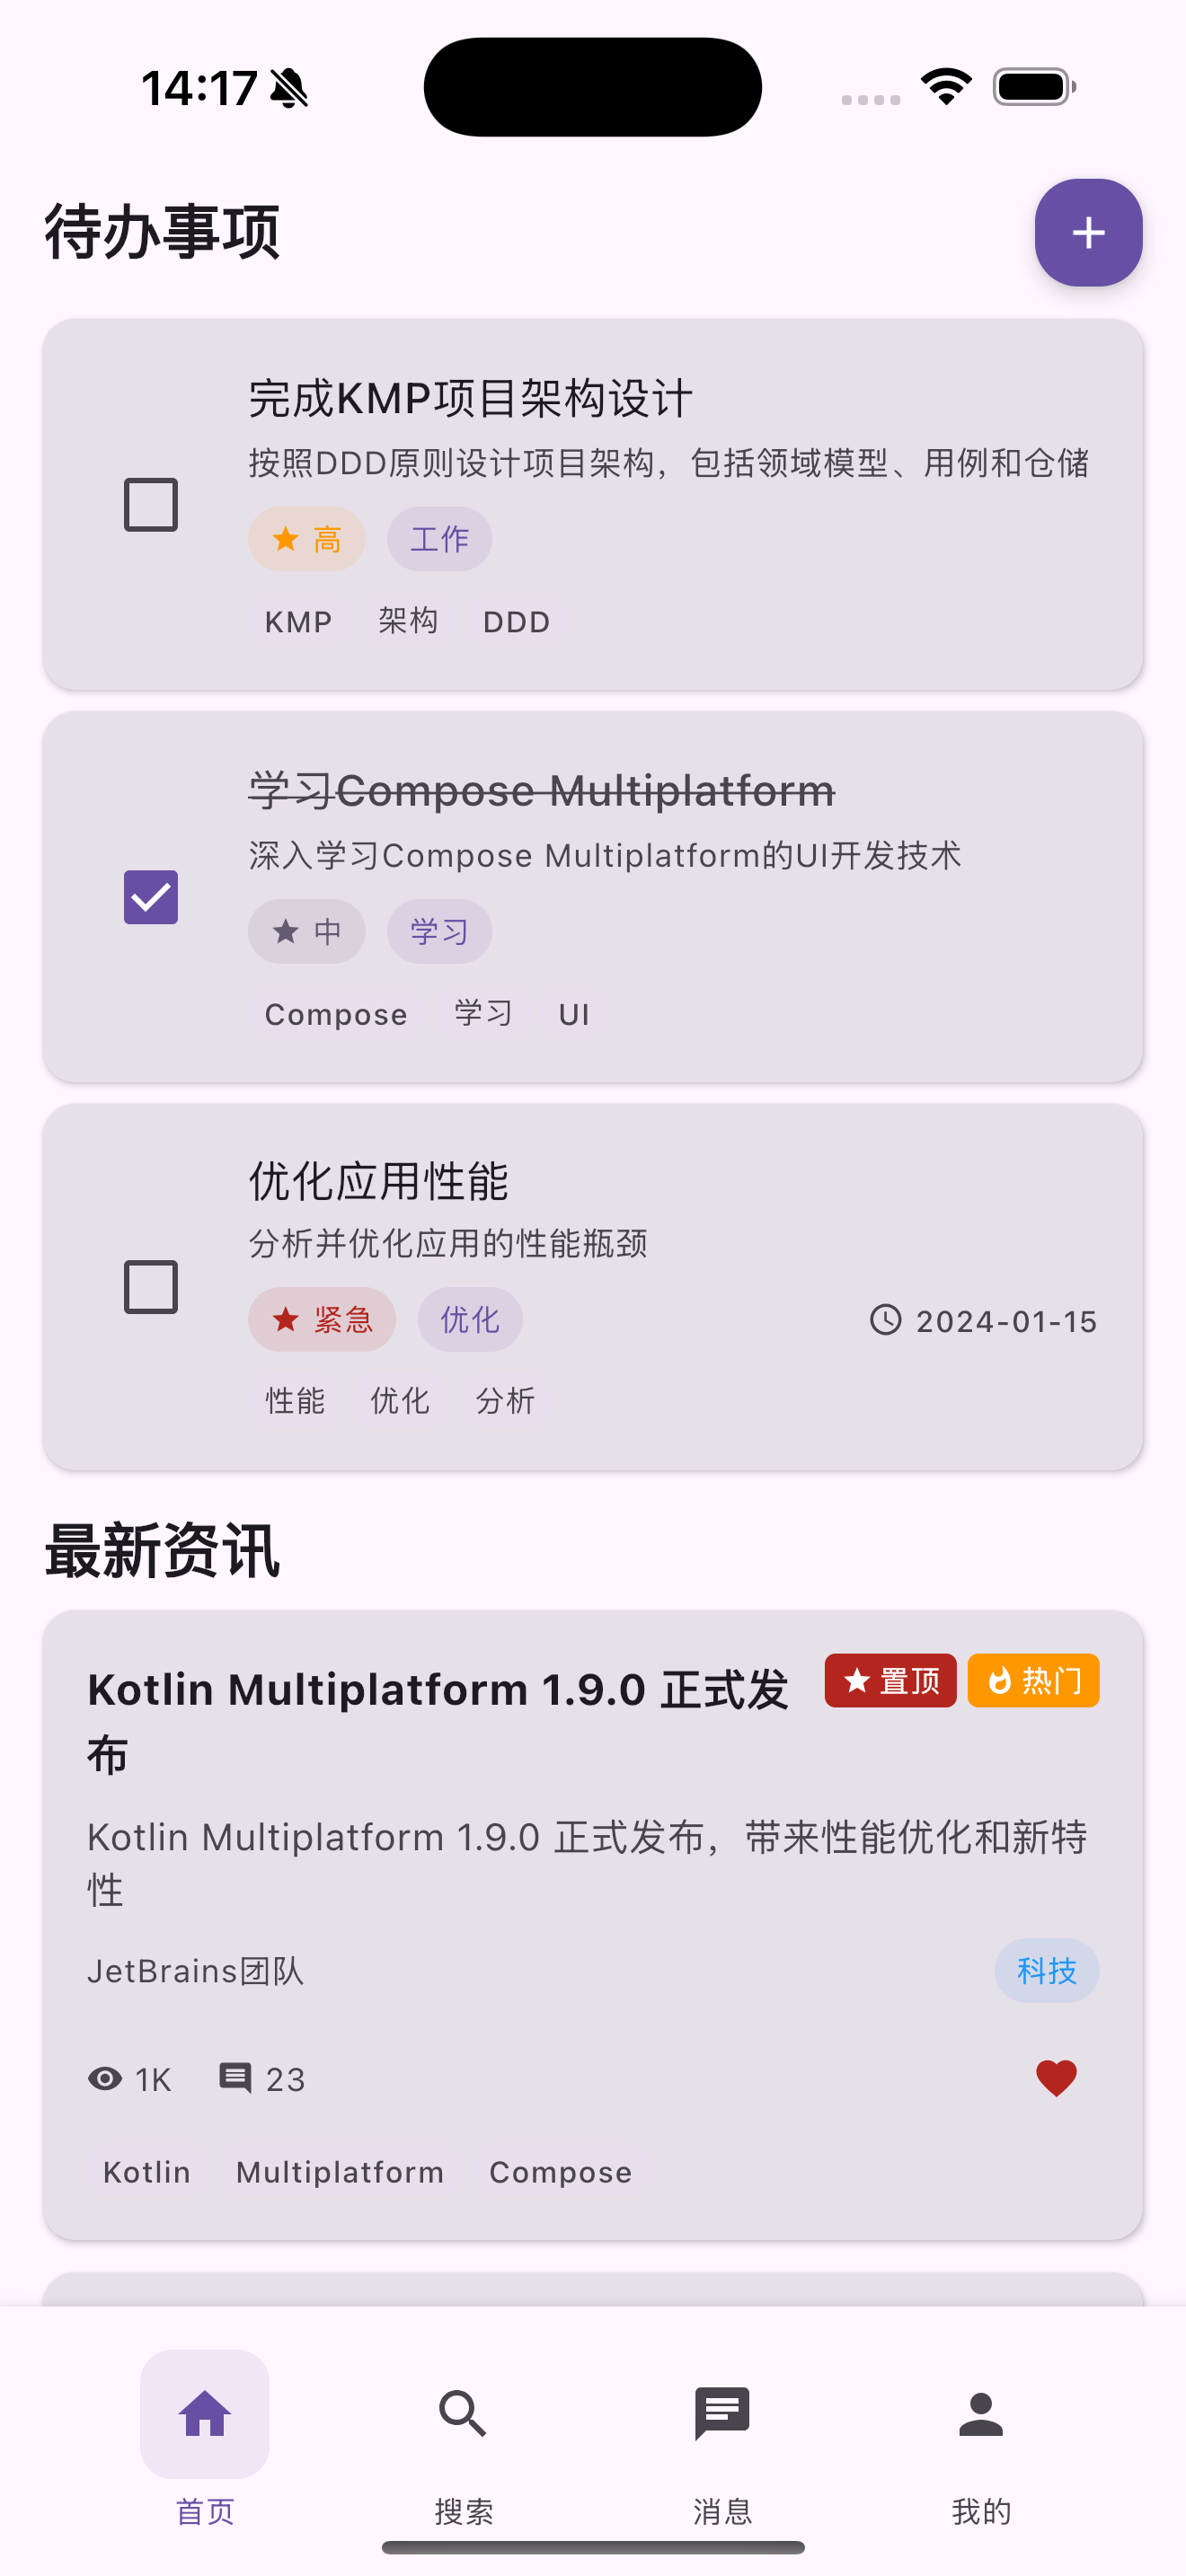 14:17
待办事项
完成KMP项目架构设计
按照DDD原则设计项目架构，包括领域模型、用例和仓储
高 工作
KMP 架构 DDD
学习Compose Multiplatform
深入学习Compose Multiplatform的UI开发技术
中 学习
Compose 学习 UI
优化应用性能
分析并优化应用的性能瓶颈
紧急 优化 2024-01-15
性能 优化 分析
最新资讯
Kotlin Multiplatform 1.9.0 正式发 置顶 热门
布
Kotlin Multiplatform 1.9.0 正式发布，带来性能优化和新特
性
JetBrains团队 科技
1K 23
Kotlin Multiplatform Compose
首页 搜索 消息 我的